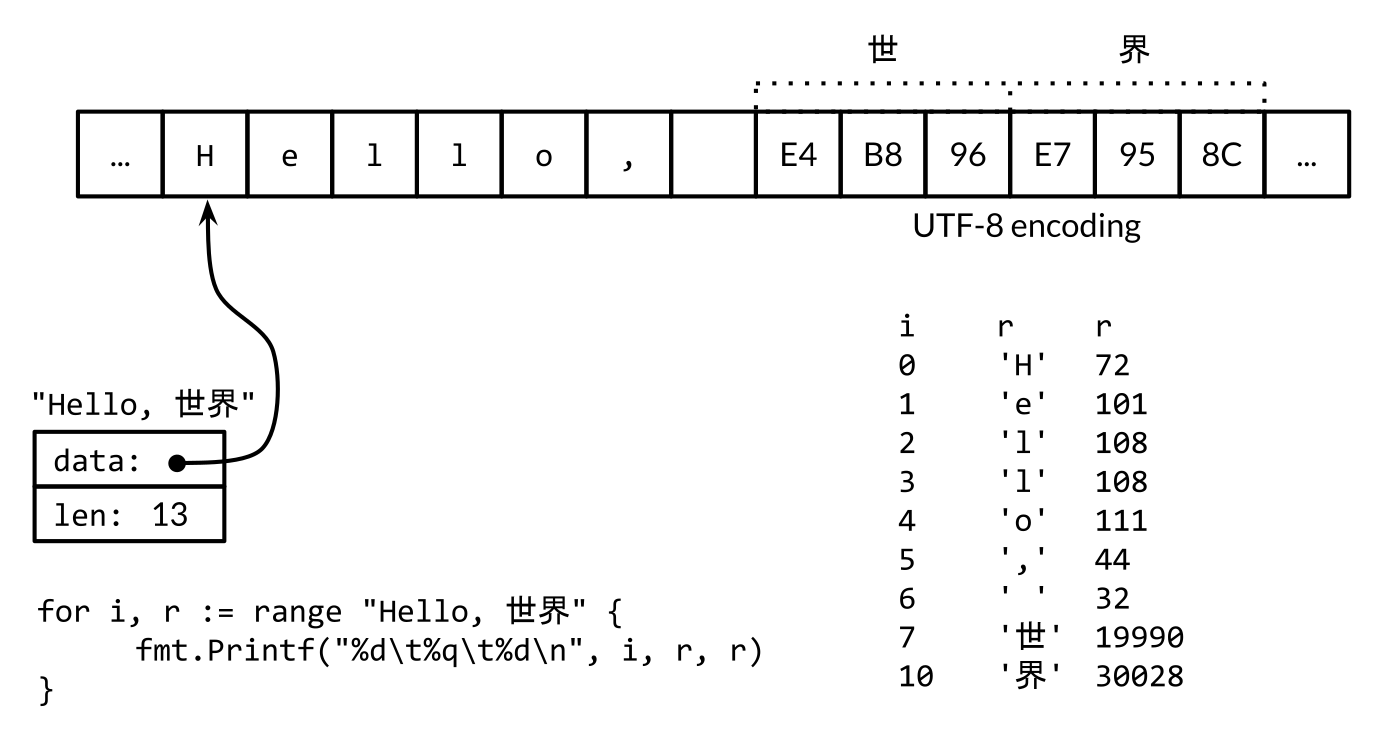 世 界
… H e l l o , E4 B8 96 E7 95 8C …
UTF-8 encoding
"Hello, 世界"
data:
len: 13
for i, r := range "Hello, 世界" {
fmt.Printf("%d\t%q\t%d\n", i, r, r)
}
i r r
0 'H' 72
1 'e' 101
2 'l' 108
3 'l' 108
4 'o' 111
5 ',' 44
6 ' ' 32
7 '世' 19990
10 '界' 30028